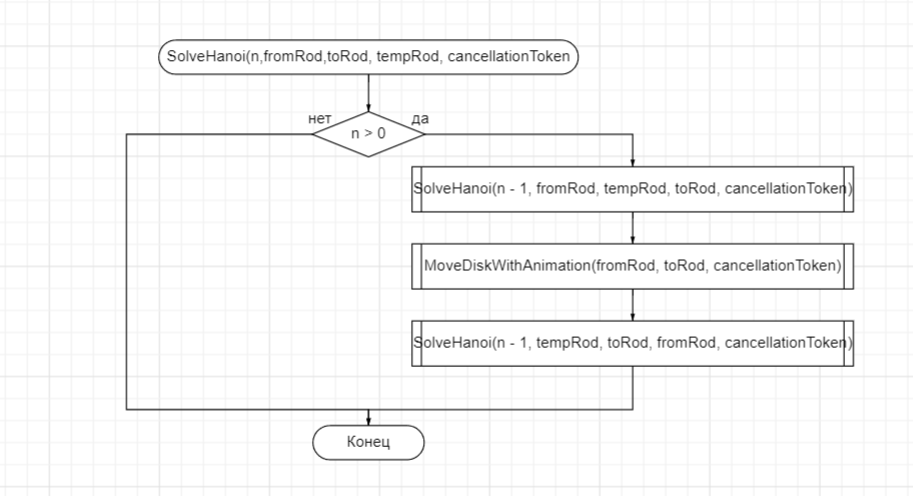 SolveHanoi(n,fromRod,toRod, tempRod, cancellationToken
нет
да
n > 0
SolveHanoi(n - 1, fromRod, tempRod, toRod, cancellationToken)
MoveDiskWithAnimation(fromRod, toRod, cancellationToken)
SolveHanoi(n - 1, tempRod, toRod, fromRod, cancellationToken)
Конец